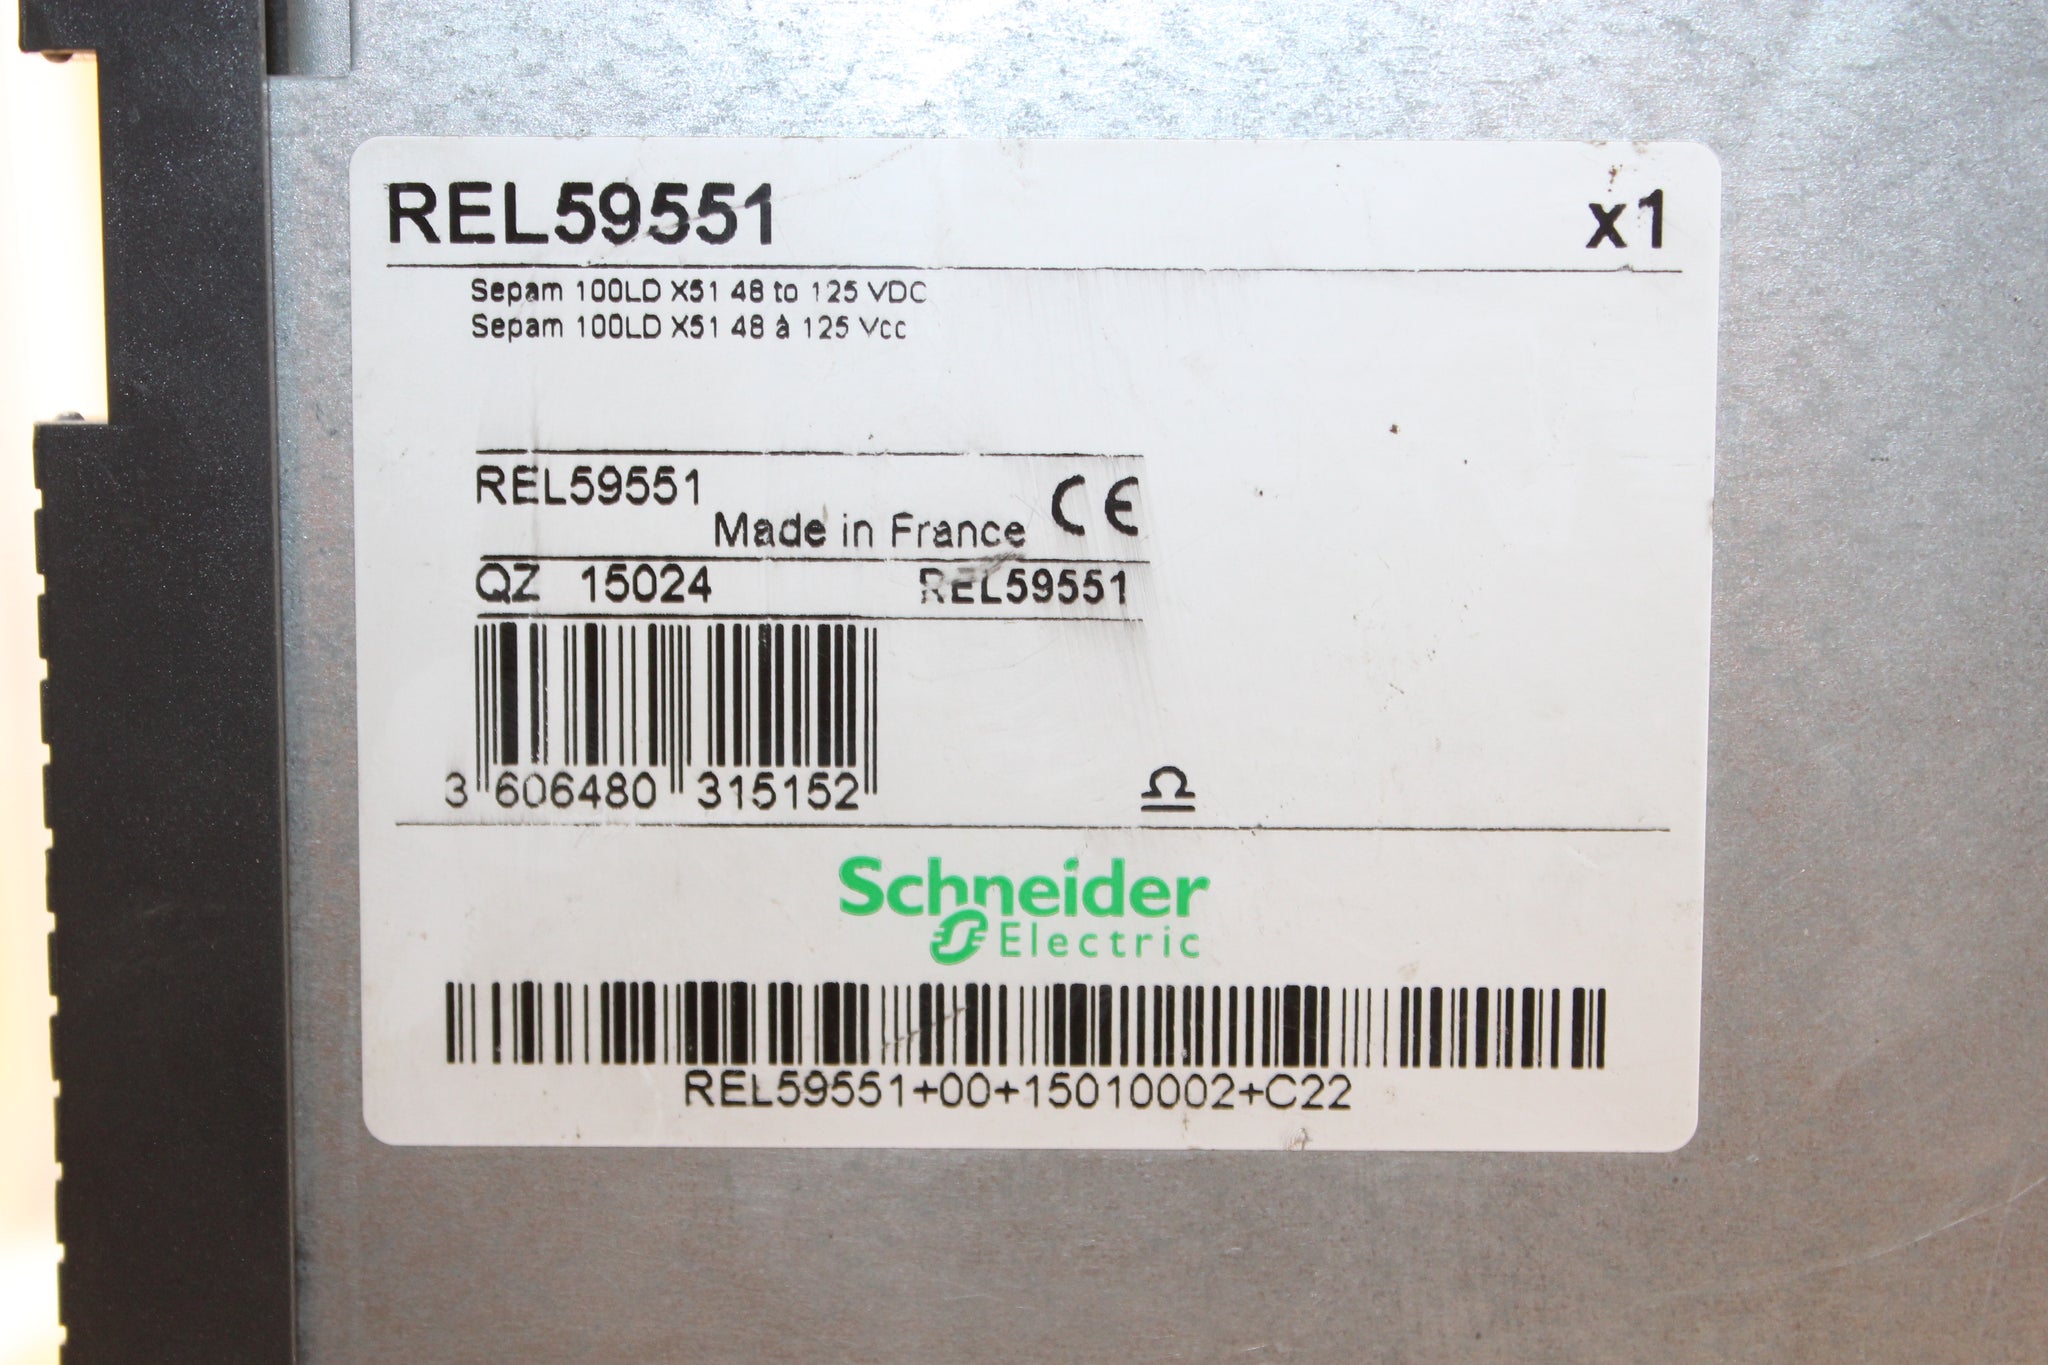 REL59551 x1
Sepam 100LD X51 48 to 125 VDC
Sepam 100LD X51 48 à 125 Vcc
REL59551
Made in France CE
QZ 15024 REL59551
3 606480 315152
Schneider
Electric
REL59551+00+15010002+C22